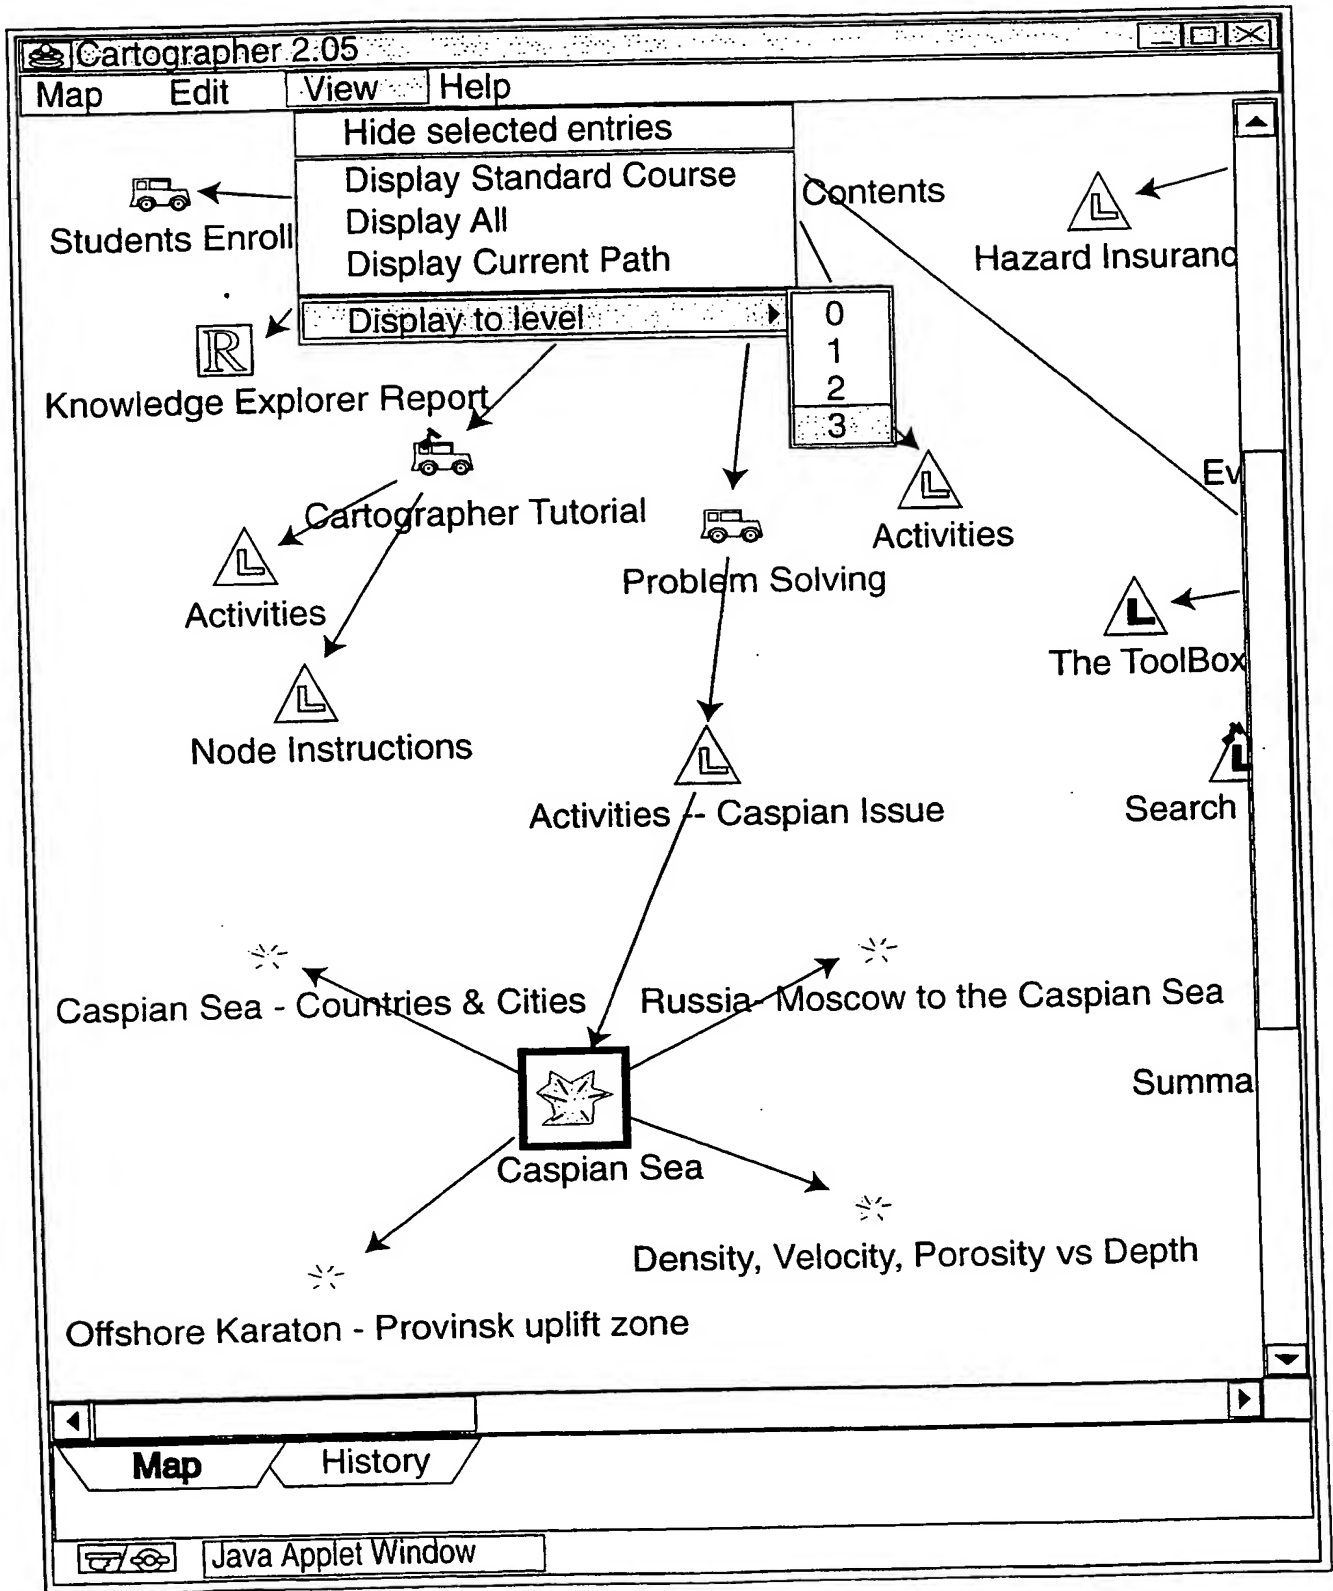 Cartographer 2.05
Map Edit View Help
Hide selected entries
Display Standard Course
Display All
Display Current Path
Display to level
0
1
2
3
Contents
Students Enroll
Hazard Insuranc
R
Knowledge Explorer Report
L
L
Ev
Cartographer Tutorial
Activities
L
Problem Solving
Activities
L
The ToolBox
L
Node Instructions
L
L
Activities -- Caspian Issue
Search
Caspian Sea - Countries & Cities
Russia- Moscow to the Caspian Sea
Summa
Caspian Sea
Density, Velocity, Porosity vs Depth
Offshore Karaton - Provinsk uplift zone
Map History
Java Applet Window